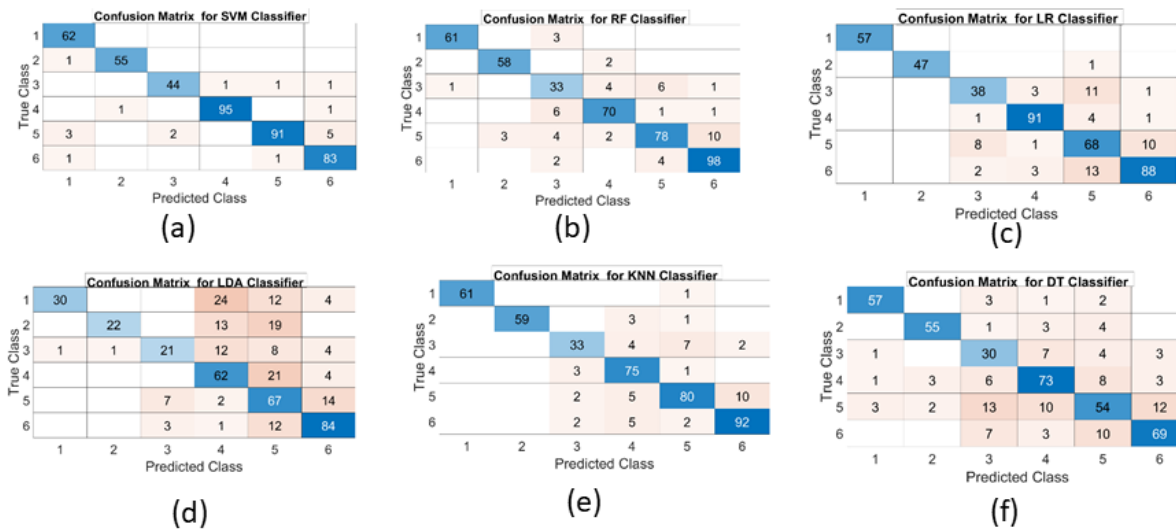 Confusion Matrix for SVM Classifier
True Class
1 62
2 1 55
3 44 1 1 1
4 1 95 1
5 3 2 91 5
6 1 1 83
1 2 3 4 5 6
Predicted Class
(a)
Confusion Matrix for RF Classifier
True Class
1 61 3
2 58 2
3 1 33 4 6 1
4 6 70 1 1
5 3 4 2 78 10
6 2 4 98
1 2 3 4 5 6
Predicted Class
(b)
Confusion Matrix for LR Classifier
True Class
1 57
2 47 1
3 38 3 11 1
4 1 91 4 1
5 8 1 68 10
6 2 3 13 88
1 2 3 4 5 6
Predicted Class
(c)
Confusion Matrix for LDA Classifier
True Class
1 30 24 12 4
2 22 13 19
3 1 1 21 12 8 4
4 62 21 4
5 7 2 67 14
6 3 1 12 84
1 2 3 4 5 6
Predicted Class
(d)
Confusion Matrix for KNN Classifier
True Class
1 61 1
2 59 3 1
3 33 4 7 2
4 3 75 1
5 2 5 80 10
6 2 5 2 92
1 2 3 4 5 6
Predicted Class
(e)
Confusion Matrix for DT Classifier
True Class
1 57 3 1 2
2 55 1 3 4
3 1 30 7 4 3
4 1 3 6 73 8 3
5 3 2 13 10 54 12
6 7 3 10 69
1 2 3 4 5 6
Predicted Class
(f)